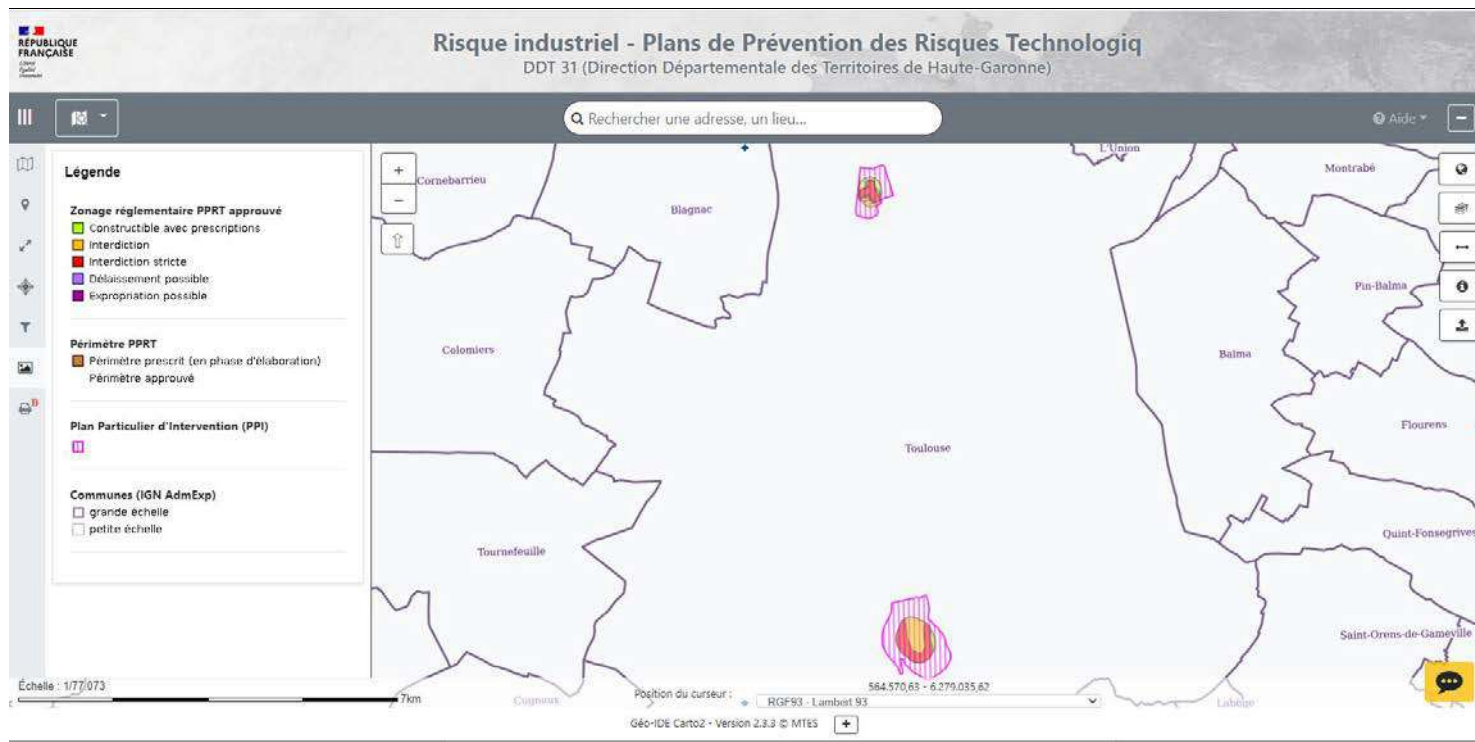 RÉPUBLIQUE
FRANÇAISE
Liberté
Égalité
Fraternité
Risque industriel - Plans de Prévention des Risques Technologiq
DDT 31 (Direction Départementale des Territoires de Haute-Garonne)
Rechercher une adresse, un lieu...
Aide
Légende
Zonage réglementaire PPRT approuvé
Constructible avec prescriptions
Interdiction
Interdiction stricte
Délaissement possible
Expropriation possible
Périmètre PPRT
Périmètre prescrit (en phase d'élaboration)
Périmètre approuvé
Plan Particulier d'Intervention (PPI)
Communes (IGN AdmExp)
grande échelle
petite échelle
+
−
Cornebarrieu
Blagnac
L'Union
Montrabé
Pin-Balma
Colomiers
Balma
Flourens
Toulouse
Quint-Fonsegrives
Tournefeuille
Saint-Orens-de-Gameville
Échelle : 1/77 073
7km
Cugnaux
Position du curseur :
564.570,63 - 6.279.035,62
RGF93 - Lambert 93
Labège
Géo-IDE Carto2 - Version 2.3.3 © MTES
+